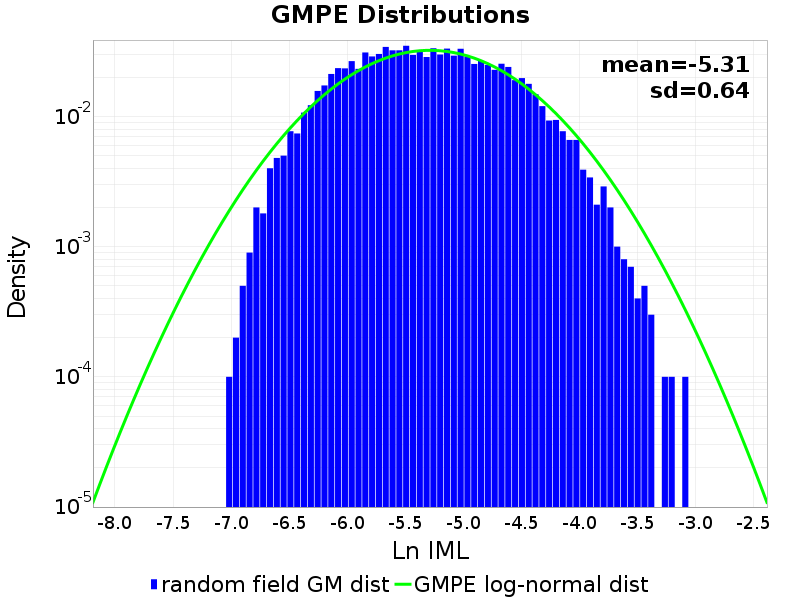 GMPE Distributions
mean=-5.31
sd=0.64
Density
10-2
10-3
10-4
10-5
-8.0 -7.5 -7.0 -6.5 -6.0 -5.5 -5.0 -4.5 -4.0 -3.5 -3.0 -2.5
Ln IML
random field GM dist GMPE log-normal dist